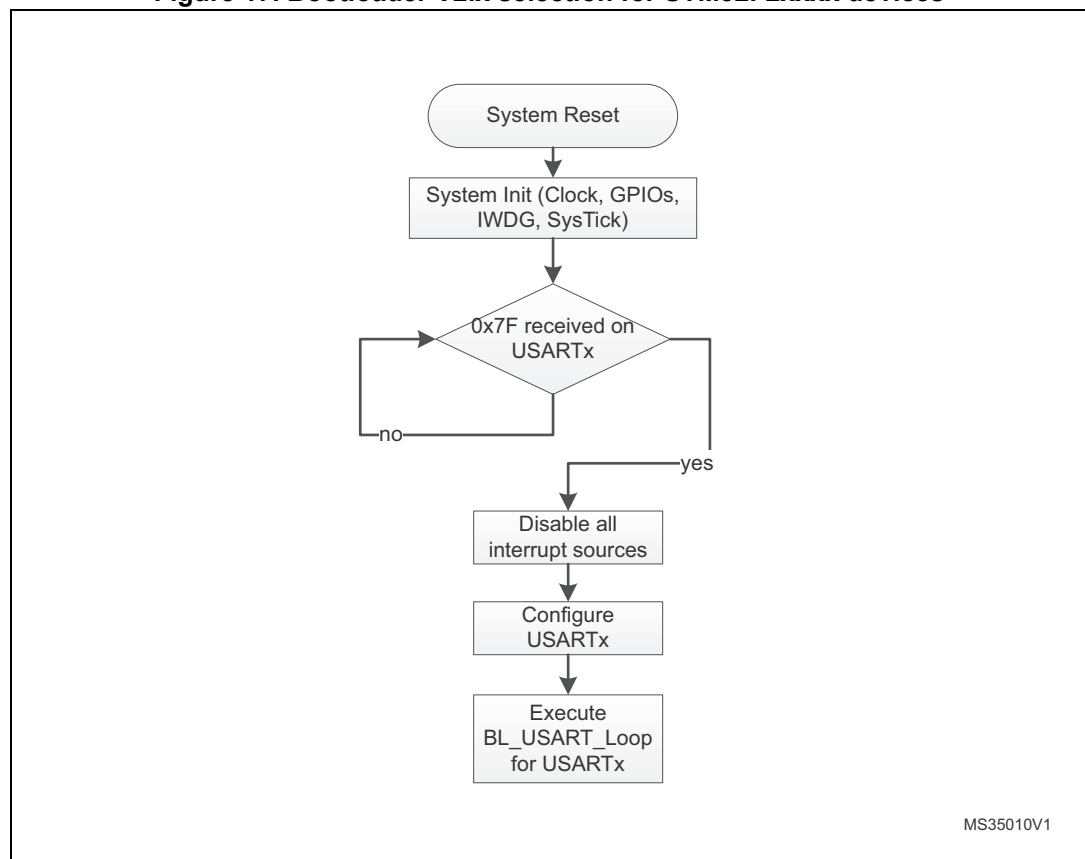 System Reset
System Init (Clock, GPIOs,
IWDG, SysTick)
0x7F received on
USARTx
no
yes
Disable all
interrupt sources
Configure
USARTx
Execute
BL_USART_Loop
for USARTx
MS35010V1